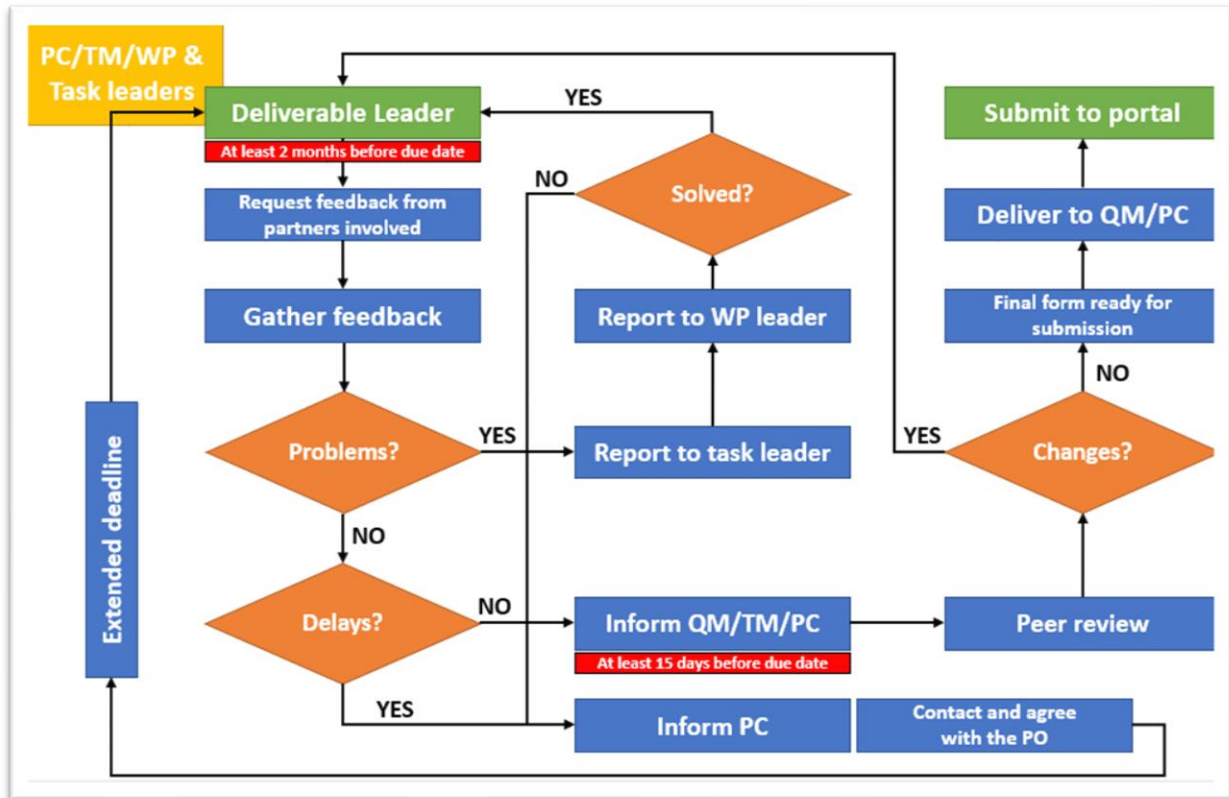 PC/TM/WP &
Task leaders
Deliverable Leader
At least 2 months before due date
Request feedback from
partners involved
Gather feedback
Problems?
YES
NO
Delays?
NO
YES
Extended deadline
YES
NO
Solved?
Report to WP leader
Report to task leader
Inform QM/TM/PC
At least 15 days before due date
Inform PC
Contact and agree
with the PO
Submit to portal
Deliver to QM/PC
Final form ready for
submission
NO
YES
Changes?
Peer review